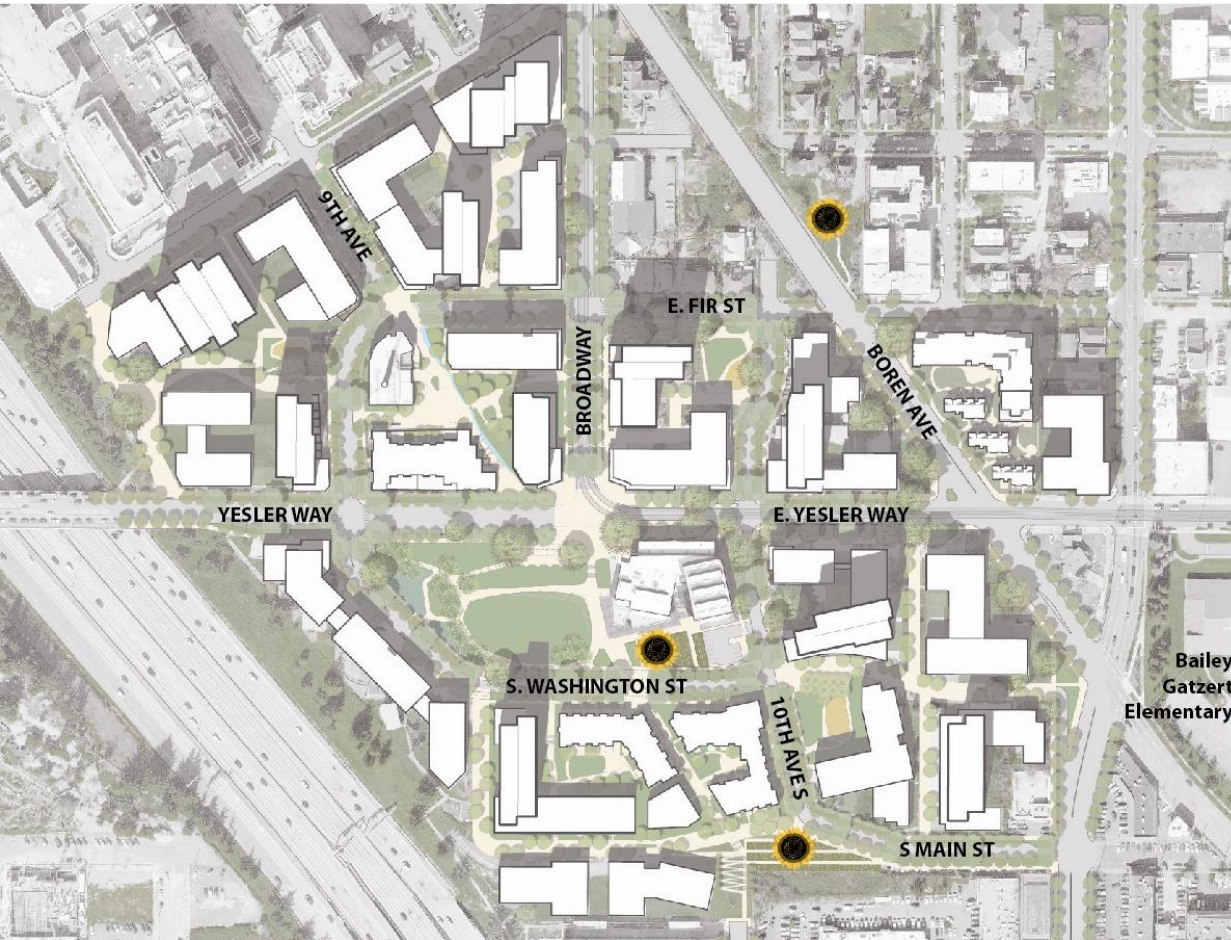 9TH AVE
E. FIR ST
BROADWAY
BOREN AVE
YESLER WAY
E. YESLER WAY
Bailey
Gatzert
Elementary
S. WASHINGTON ST
10TH AVE S
S MAIN ST